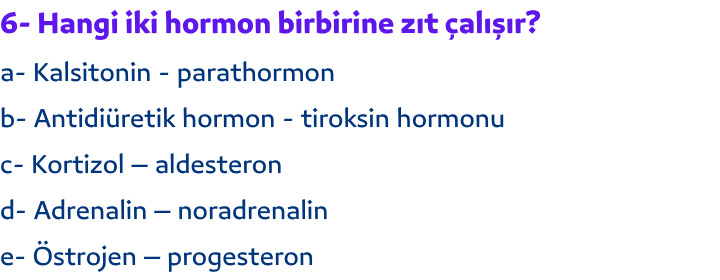 6- Hangi iki hormon birbirine zıt çalışır?
a- Kalsitonin - parathormon
b- Antidiüretik hormon - tiroksin hormonu
c- Kortizol – aldesteron
d- Adrenalin – noradrenalin
e- Östrojen – progesteron